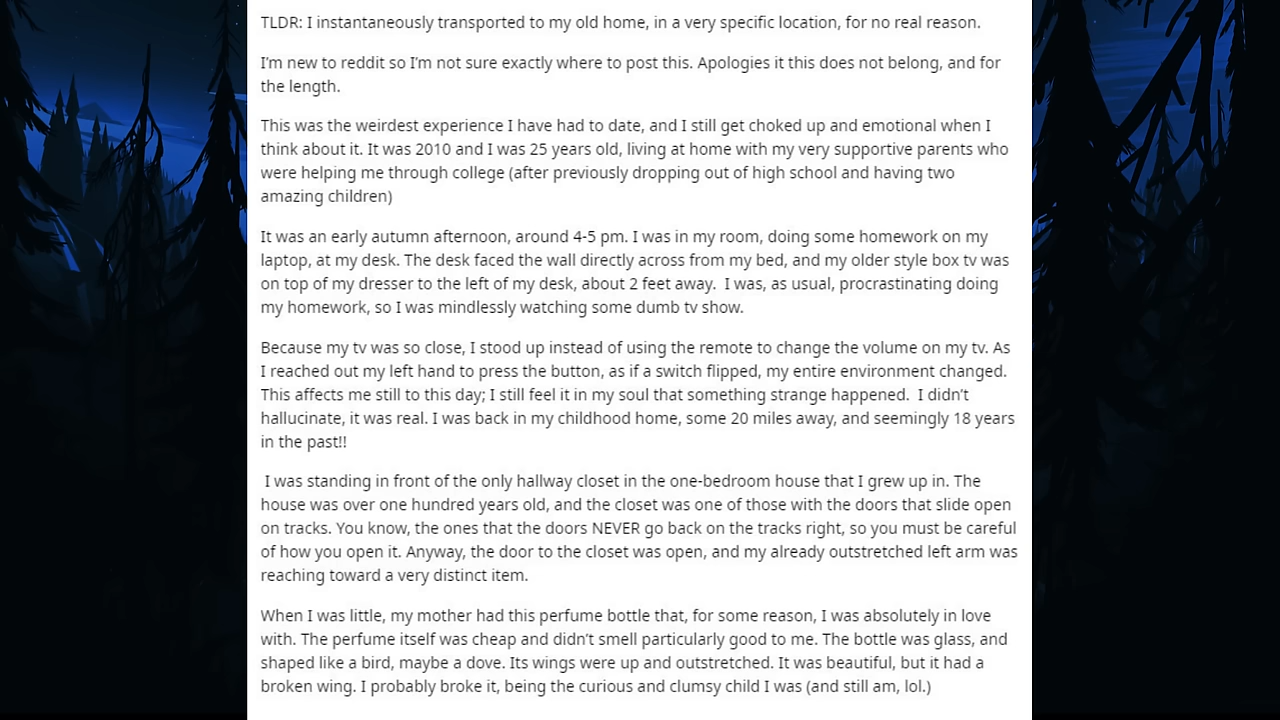 TLDR: I instantaneously transported to my old home, in a very specific location, for no real reason.
I'm new to reddit so I'm not sure exactly where to post this. Apologies it this does not belong, and for
the length.
This was the weirdest experience I have had to date, and I still get choked up and emotional when I
think about it. It was 2010 and I was 25 years old, living at home with my very supportive parents who
were helping me through college (after previously dropping out of high school and having two
amazing children)
It was an early autumn afternoon, around 4-5 pm. I was in my room, doing some homework on my
laptop, at my desk. The desk faced the wall directly across from my bed, and my older style box tv was
on top of my dresser to the left of my desk, about 2 feet away.  I was, as usual, procrastinating doing
my homework, so I was mindlessly watching some dumb tv show.
Because my tv was so close, I stood up instead of using the remote to change the volume on my tv. As
I reached out my left hand to press the button, as if a switch flipped, my entire environment changed.
This affects me still to this day; I still feel it in my soul that something strange happened.  I didn't
hallucinate, it was real. I was back in my childhood home, some 20 miles away, and seemingly 18 years
in the past!!
I was standing in front of the only hallway closet in the one-bedroom house that I grew up in. The
house was over one hundred years old, and the closet was one of those with the doors that slide open
on tracks. You know, the ones that the doors NEVER go back on the tracks right, so you must be careful
of how you open it. Anyway, the door to the closet was open, and my already outstretched left arm was
reaching toward a very distinct item.
When I was little, my mother had this perfume bottle that, for some reason, I was absolutely in love
with. The perfume itself was cheap and didn't smell particularly good to me. The bottle was glass, and
shaped like a bird, maybe a dove. Its wings were up and outstretched. It was beautiful, but it had a
broken wing. I probably broke it, being the curious and clumsy child I was (and still am, lol.)